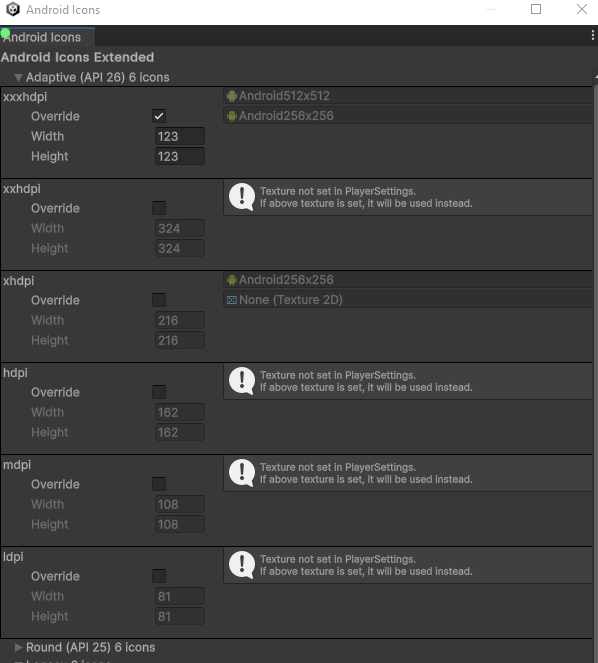 Android Icons
Android Icons
Android Icons Extended
Adaptive (API 26) 6 icons
xxxhdpi
Android512x512
Override
Android256x256
Width 123
Height 123
xxhdpi
Texture not set in PlayerSettings.
If above texture is set, it will be used instead.
Override
Width 324
Height 324
xhdpi
Android256x256
Override
None (Texture 2D)
Width 216
Height 216
hdpi
Texture not set in PlayerSettings.
If above texture is set, it will be used instead.
Override
Width 162
Height 162
mdpi
Texture not set in PlayerSettings.
If above texture is set, it will be used instead.
Override
Width 108
Height 108
ldpi
Texture not set in PlayerSettings.
If above texture is set, it will be used instead.
Override
Width 81
Height 81
Round (API 25) 6 icons